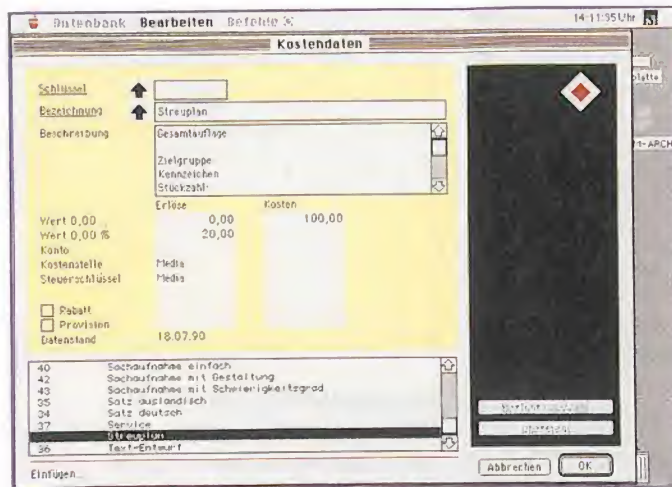 Datenbank Bearbeiten Befehle 14:11:35 Uhr
Kostendaten
platte
M-ARCH
Schlüssel
Bezeichnung Streuplan
Beschreibung Gesamtauflage
Zielgruppe
Kennzeichen
Stückzahl
Erlöse Kosten
Wert 0,00 0,00 100,00
Wert 0,00 % 20,00
Konto
Kostenstelle Media
Steuerschlüssel Media
Rabatt
Provision
Datenstand 18.07.90
40 Sachaufnahme einfach
42 Sachaufnahme mit Gestaltung
43 Sachaufnahme mit Schwierigkeitsgrad
35 Satz ausländisch
34 Satz deutsch
37 Service
Streuplan
36 Text-Entwurf
Einfügen...
Abbrechen OK